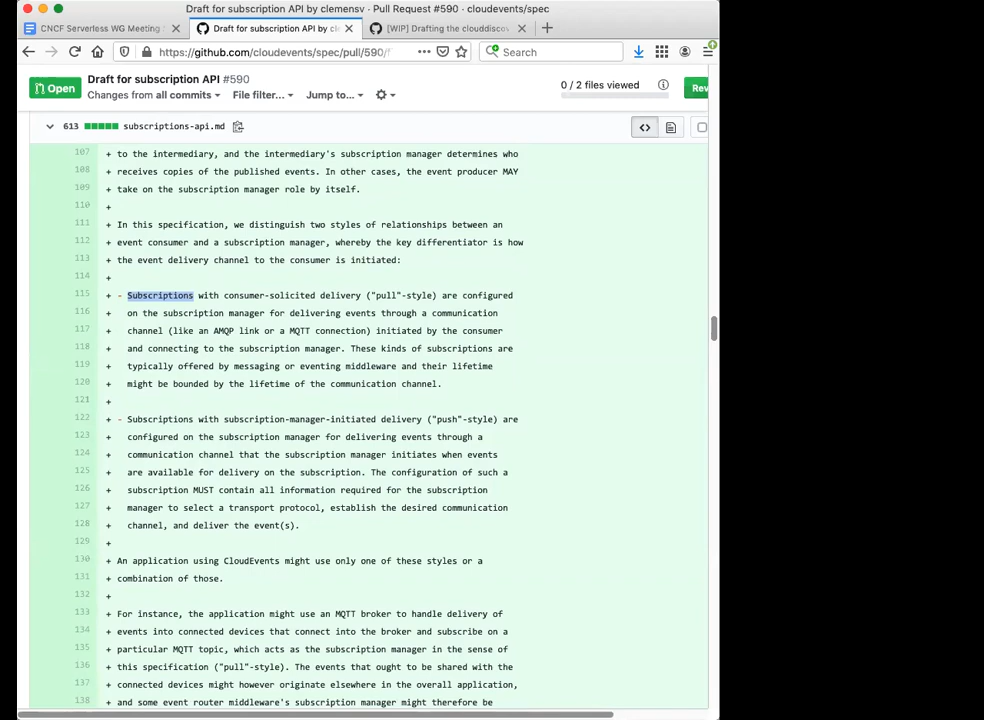 Draft for subscription API by clemensv · Pull Request #590 · cloudevents/spec
CNCF Serverless WG Meeting
Draft for subscription API by cle
[WIP] Drafting the clouddiscov
https://github.com/cloudevents/spec/pull/590/f
Search
Open
Draft for subscription API #590
Changes from all commits
File filter...
Jump to...
0 / 2 files viewed
Rev
613 subscriptions-api.md
107 + to the intermediary, and the intermediary's subscription manager determines who
108 + receives copies of the published events. In other cases, the event producer MAY
109 + take on the subscription manager role by itself.
110 +
111 + In this specification, we distinguish two styles of relationships between an
112 + event consumer and a subscription manager, whereby the key differentiator is how
113 + the event delivery channel to the consumer is initiated:
114 +
115 + - Subscriptions with consumer-solicited delivery ("pull"-style) are configured
116 + on the subscription manager for delivering events through a communication
117 + channel (like an AMQP link or a MQTT connection) initiated by the consumer
118 + and connecting to the subscription manager. These kinds of subscriptions are
119 + typically offered by messaging or eventing middleware and their lifetime
120 + might be bounded by the lifetime of the communication channel.
121 +
122 + - Subscriptions with subscription-manager-initiated delivery ("push"-style) are
123 + configured on the subscription manager for delivering events through a
124 + communication channel that the subscription manager initiates when events
125 + are available for delivery on the subscription. The configuration of such a
126 + subscription MUST contain all information required for the subscription
127 + manager to select a transport protocol, establish the desired communication
128 + channel, and deliver the event(s).
129 +
130 + An application using CloudEvents might use only one of these styles or a
131 + combination of those.
132 +
133 + For instance, the application might use an MQTT broker to handle delivery of
134 + events into connected devices that connect into the broker and subscribe on a
135 + particular MQTT topic, which acts as the subscription manager in the sense of
136 + this specification ("pull"-style). The events that ought to be shared with the
137 + connected devices might however originate elsewhere in the overall application,
138 + and some event router middleware's subscription manager might therefore be